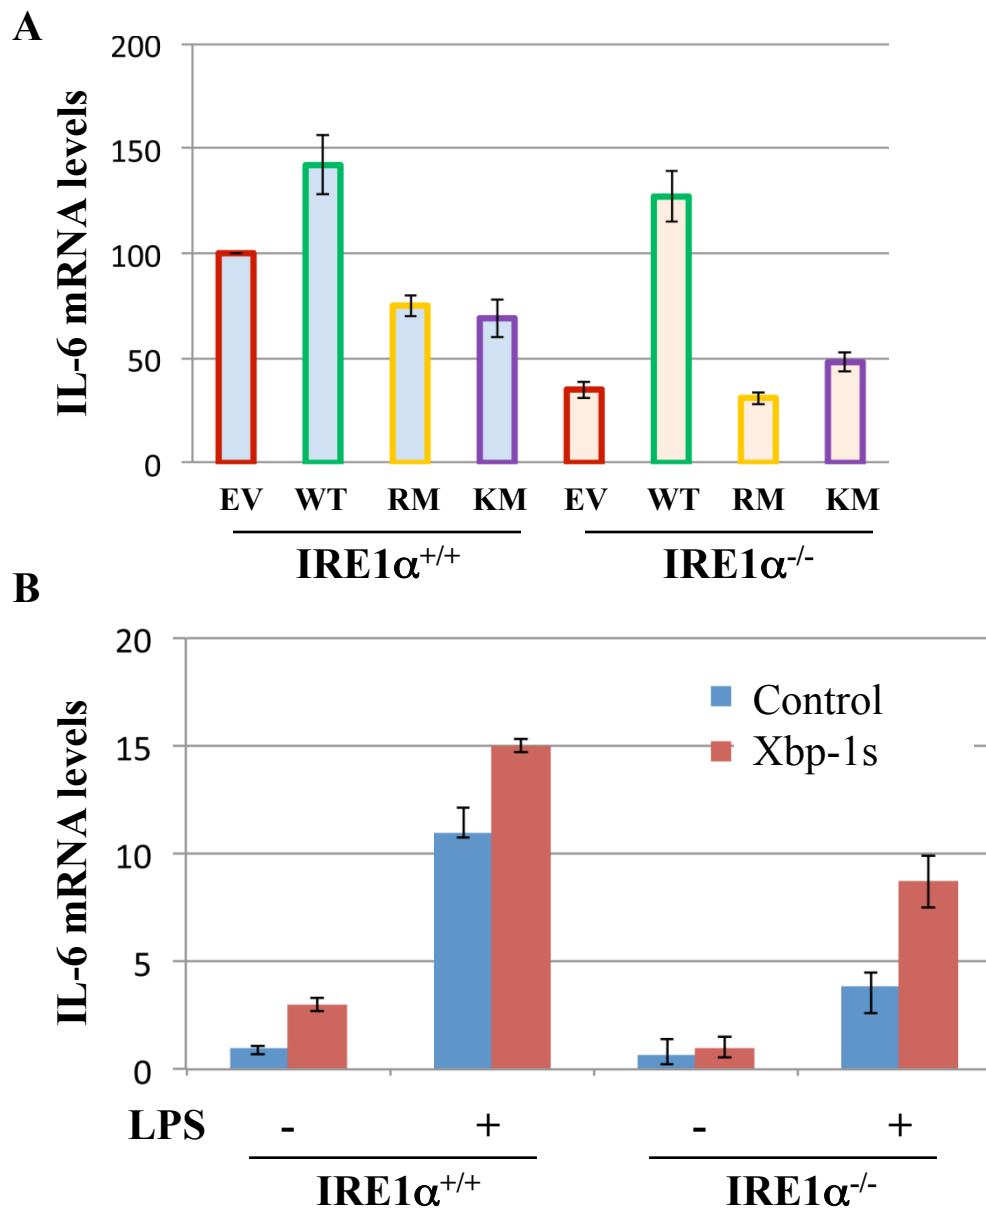 A
IL-6 mRNA levels
200
150
100
50
0
EV WT RM KM EV WT RM KM
IRE1α+/+ IRE1α-/-
B
IL-6 mRNA levels
20
15
10
5
0
Control
Xbp-1s
LPS - + - +
IRE1α+/+ IRE1α-/-